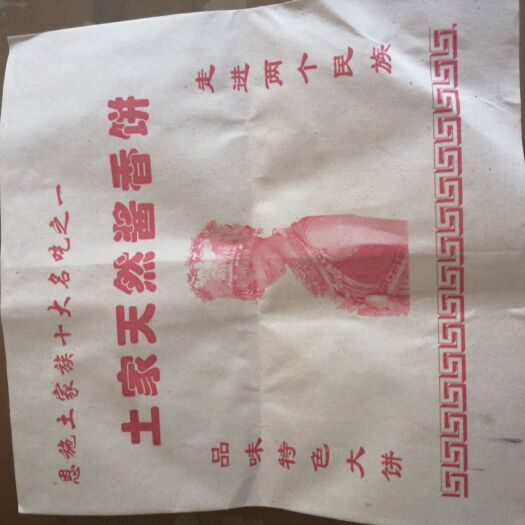 恩施土家族十大名吃之一
土家天然酱香饼
品味特色大饼
走进两个民族